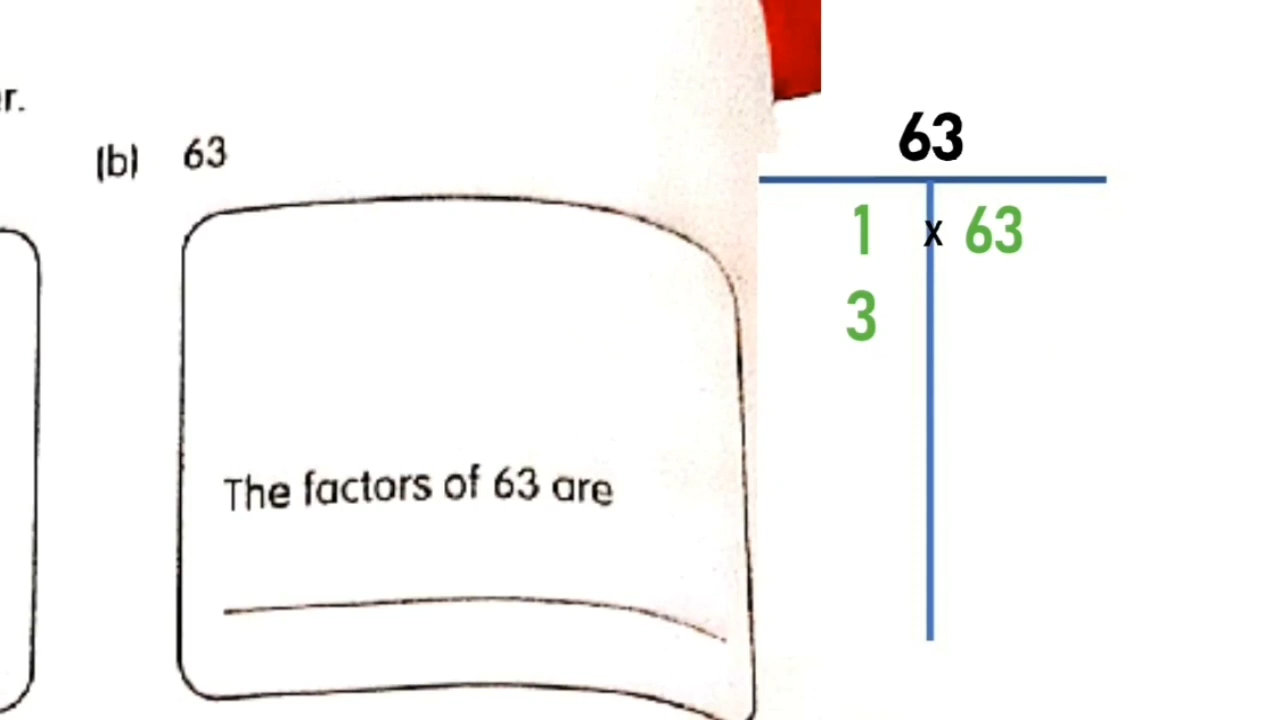 r.
(b) 63
The factors of 63 are
63
1 x 63
3